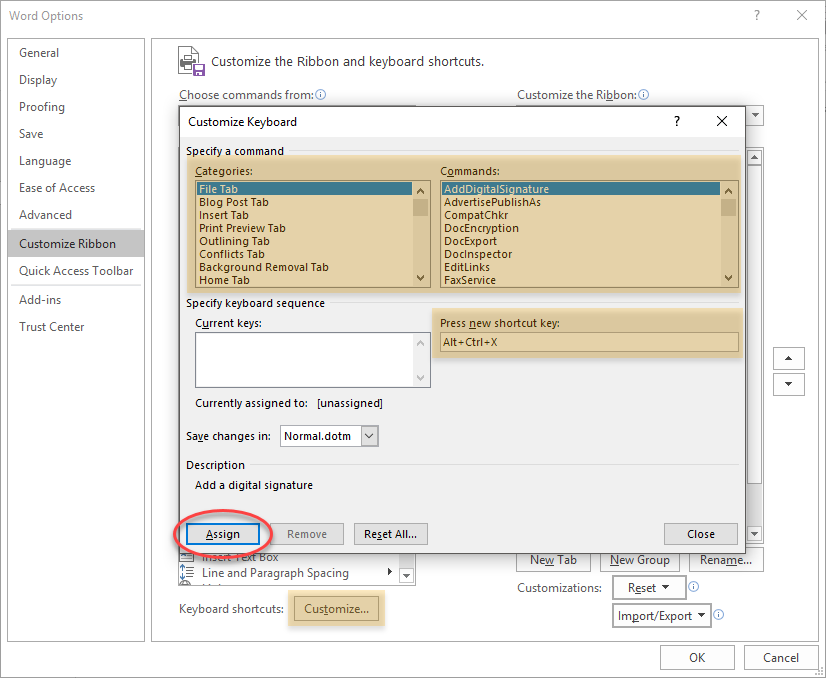 Word Options
?
General
Display
Proofing
Save
Language
Ease of Access
Advanced
Customize Ribbon
Quick Access Toolbar
Add-ins
Trust Center
Customize the Ribbon and keyboard shortcuts.
Choose commands from:
Customize the Ribbon:
Customize Keyboard
?
Specify a command
Categories:
File Tab
Blog Post Tab
Insert Tab
Print Preview Tab
Outlining Tab
Conflicts Tab
Background Removal Tab
Home Tab
Commands:
AddDigitalSignature
AdvertisePublishAs
CompatChkr
DocEncryption
DocExport
DocInspector
EditLinks
FaxService
Specify keyboard sequence
Current keys:
Press new shortcut key:
Alt+Ctrl+X
Currently assigned to: [unassigned]
Save changes in: Normal.dotm
Description
Add a digital signature
Assign Remove Reset All... Close
Insert Text Box
Line and Paragraph Spacing
New Tab New Group Rename...
Keyboard shortcuts: Customize...
Customizations: Reset
Import/Export
OK Cancel